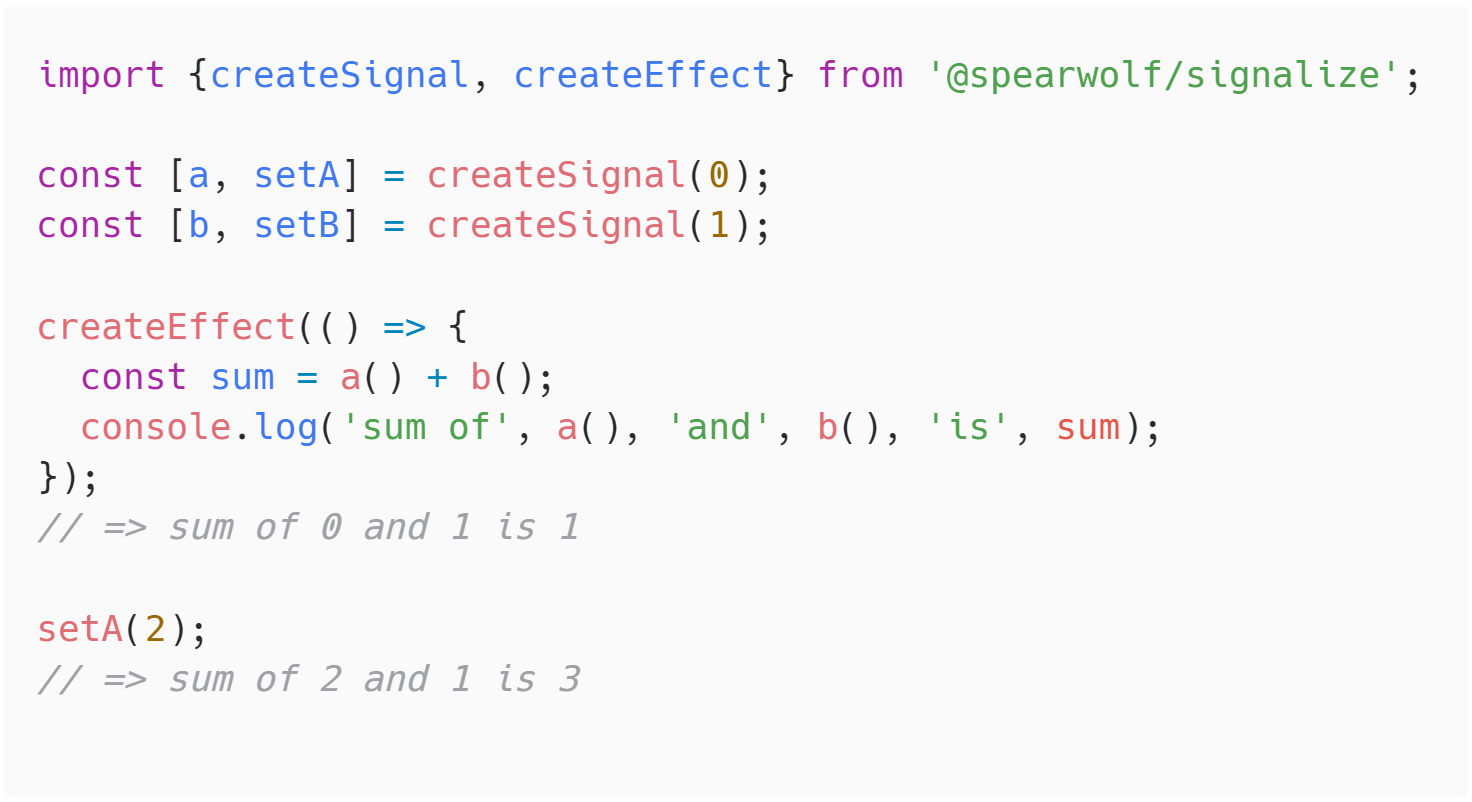 import {createSignal, createEffect} from '@spearwolf/signalize';
const [a, setA] = createSignal(0);
const [b, setB] = createSignal(1);
createEffect(() => {
  const sum = a() + b();
  console.log('sum of', a(), 'and', b(), 'is', sum);
});
// => sum of 0 and 1 is 1
setA(2);
// => sum of 2 and 1 is 3